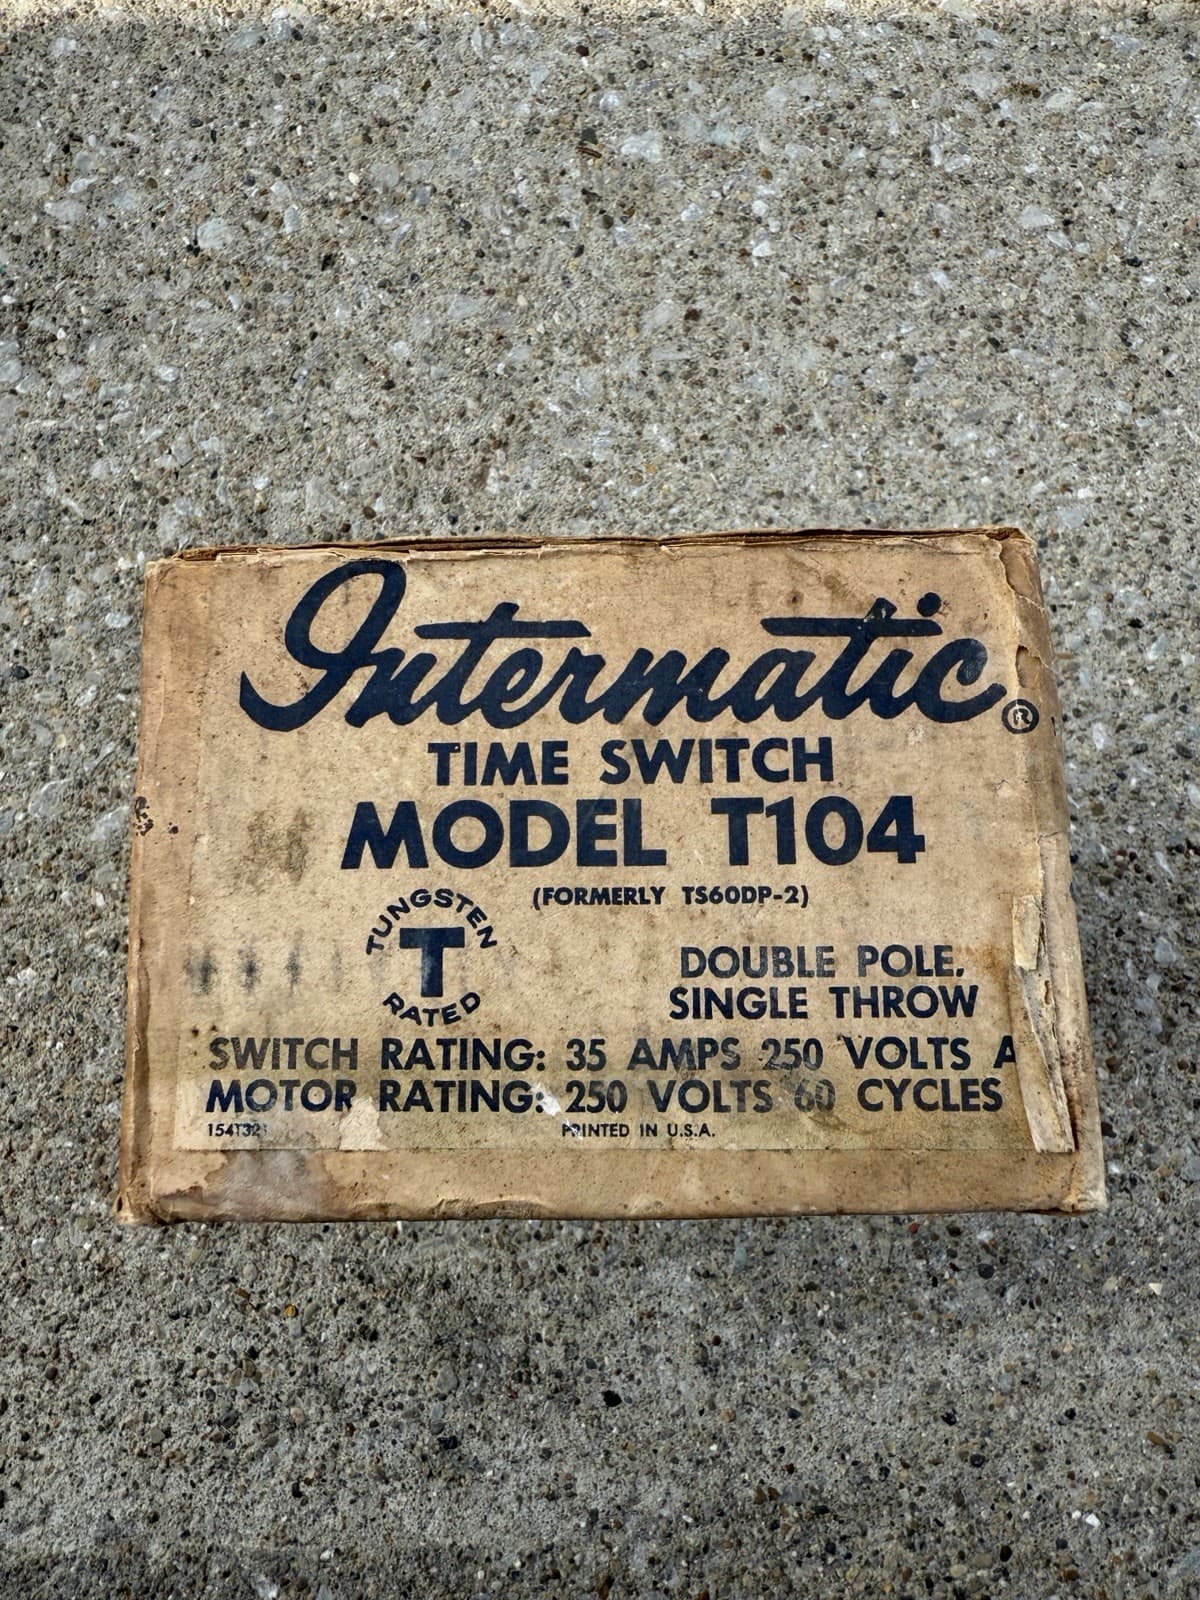 Intermatic®
TIME SWITCH
MODEL T104
(FORMERLY TS60DP-2)
TUNGSTEN
T
RATED
DOUBLE POLE,
SINGLE THROW
SWITCH RATING: 35 AMPS 250 VOLTS A
MOTOR RATING: 250 VOLTS 60 CYCLES
PRINTED IN U.S.A.